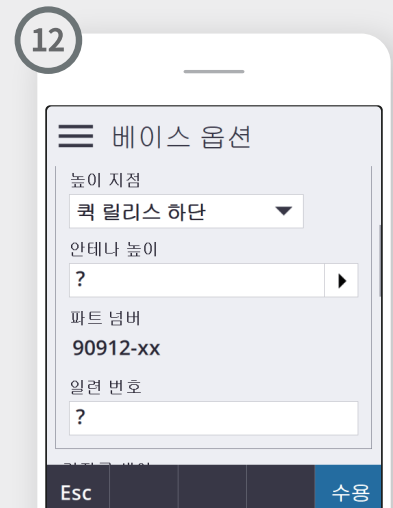 12
베이스 옵션
높이 지점
퀵 릴리스 하단
안테나 높이
?
파트 넘버
90912-xx
일련 번호
?
Esc
수용